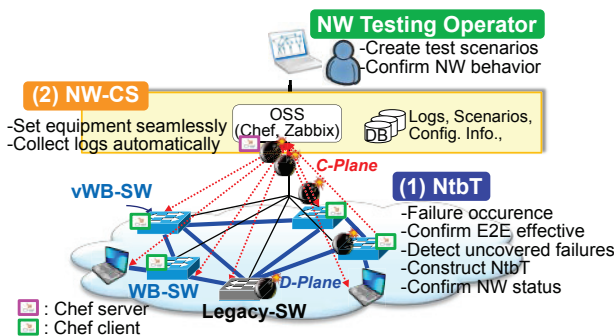 NW Testing Operator
-Create test scenarios
-Confirm NW behavior
(2) NW-CS
-Set equipment seamlessly
-Collect logs automatically
OSS
(Chef, Zabbix)
DB
Logs, Scenarios,
Config. Info.,
C-Plane
(1) NtbT
-Failure occurence
-Confirm E2E effective
-Detect uncovered failures
-Construct NtbT
-Confirm NW status
vWB-SW
WB-SW
D-Plane
Legacy-SW
: Chef server
: Chef client